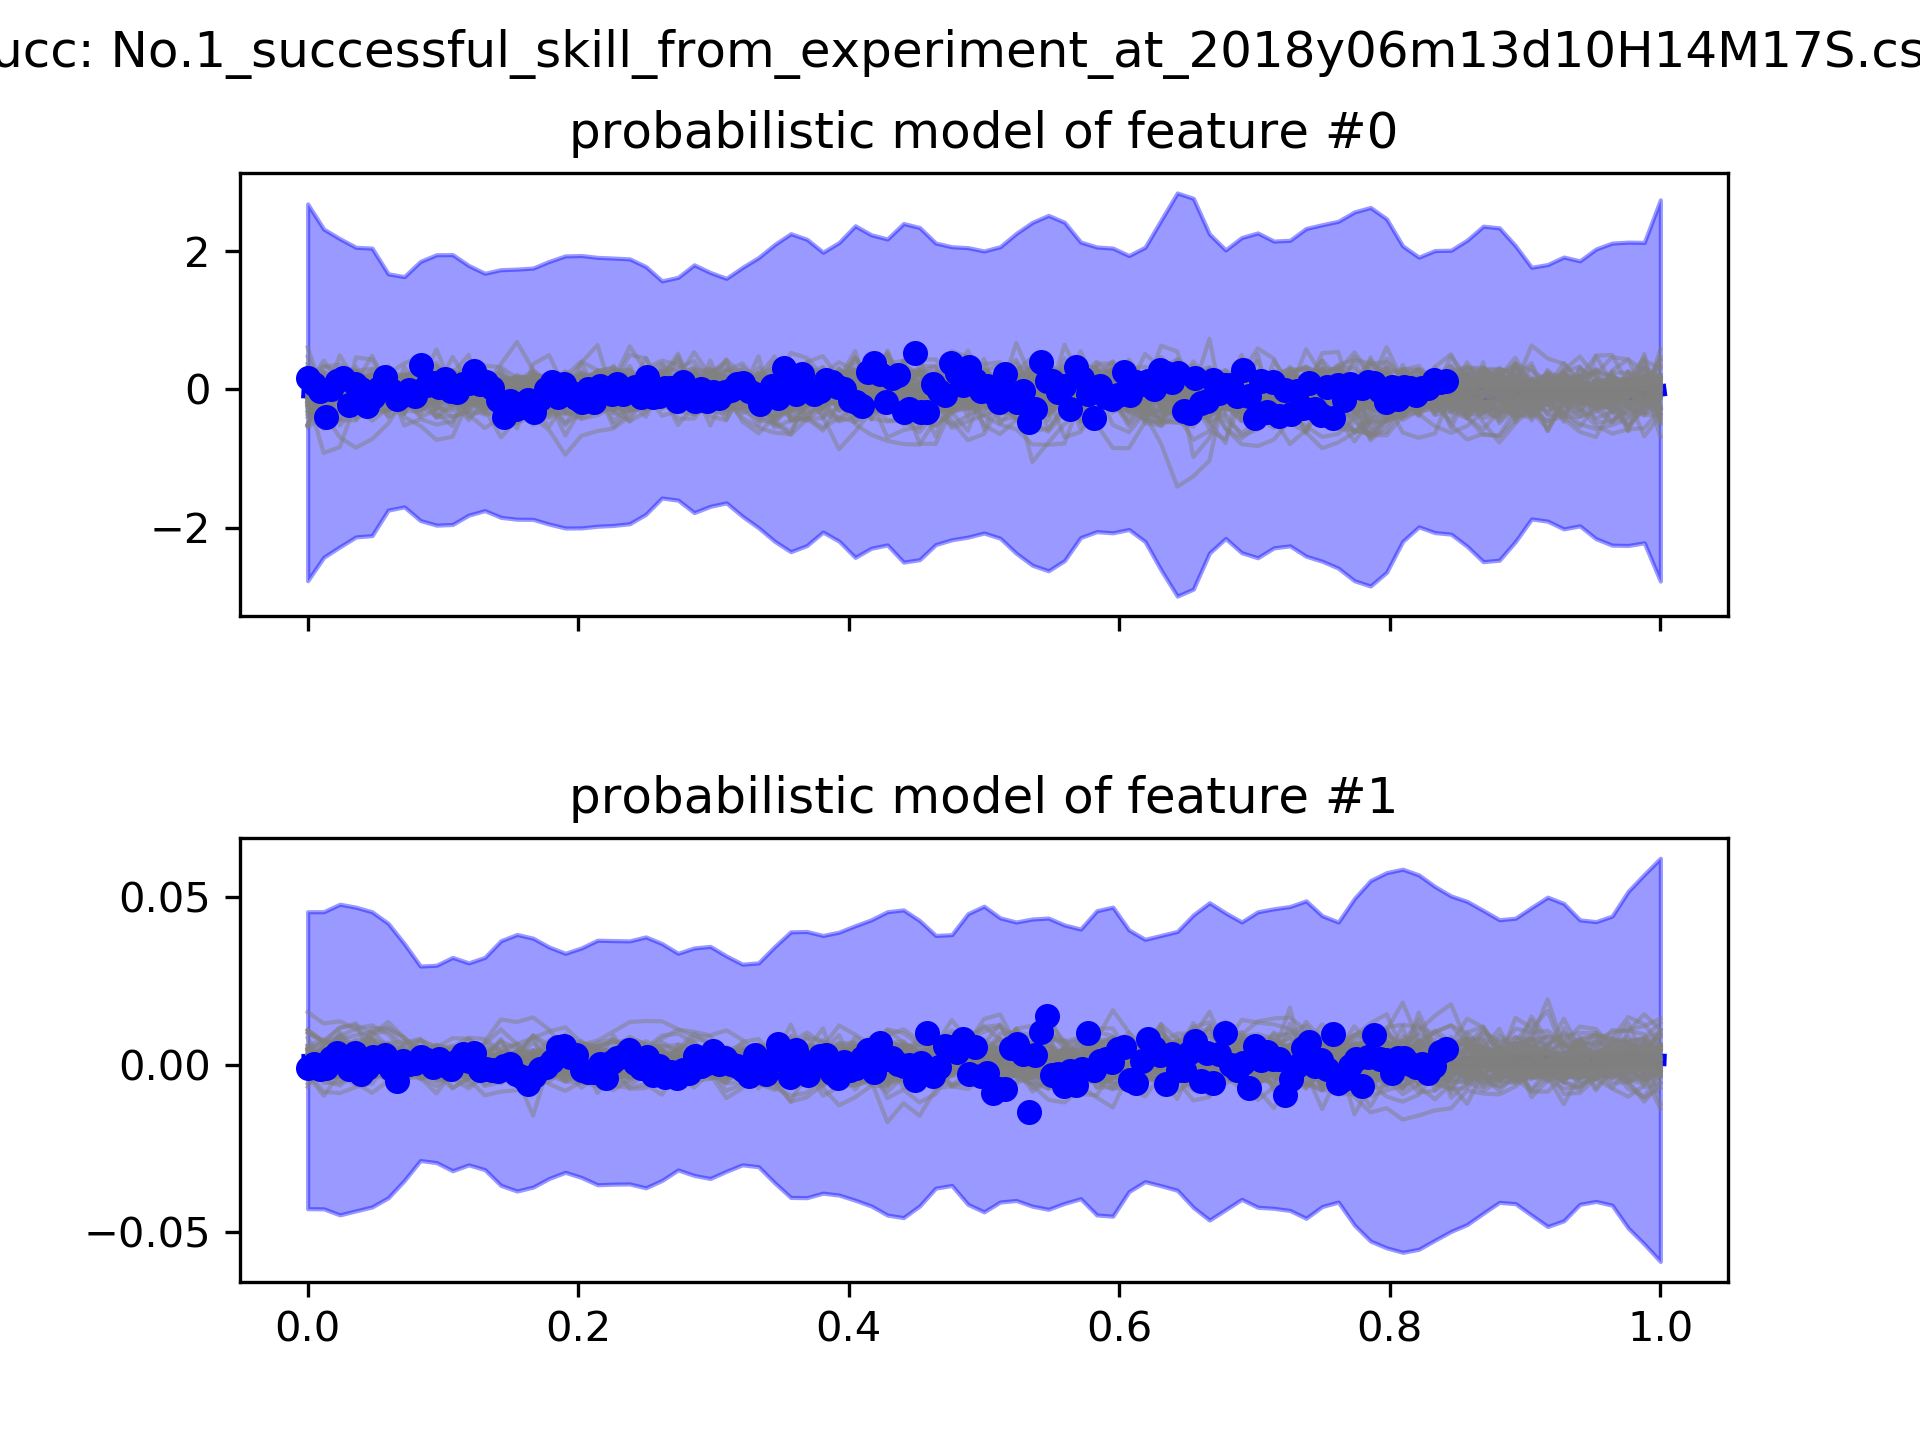 ucc: No.1_successful_skill_from_experiment_at_2018y06m13d10H14M17S.cs
probabilistic model of feature #0
2
0
−2
probabilistic model of feature #1
0.05
0.00
−0.05
0.0 0.2 0.4 0.6 0.8 1.0